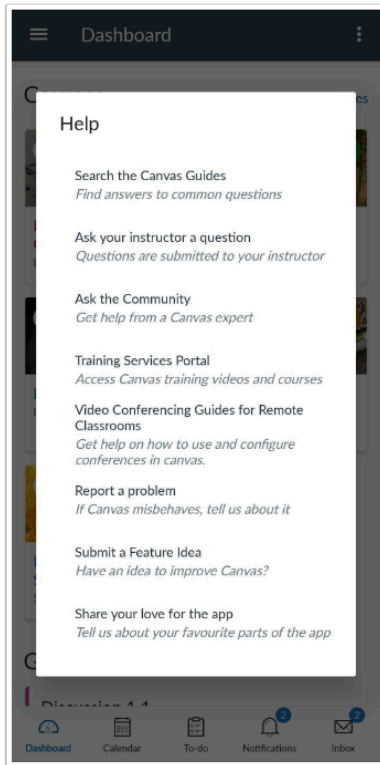 Dashboard
Help
Search the Canvas Guides
Find answers to common questions
Ask your instructor a question
Questions are submitted to your instructor
Ask the Community
Get help from a Canvas expert
Training Services Portal
Access Canvas training videos and courses
Video Conferencing Guides for Remote
Classrooms
Get help on how to use and configure
conferences in canvas.
Report a problem
If Canvas misbehaves, tell us about it
Submit a Feature Idea
Have an idea to improve Canvas?
Share your love for the app
Tell us about your favourite parts of the app
Discussion 1.1
2
2
Dashboard
Calendar
To-do
Notifications
Inbox